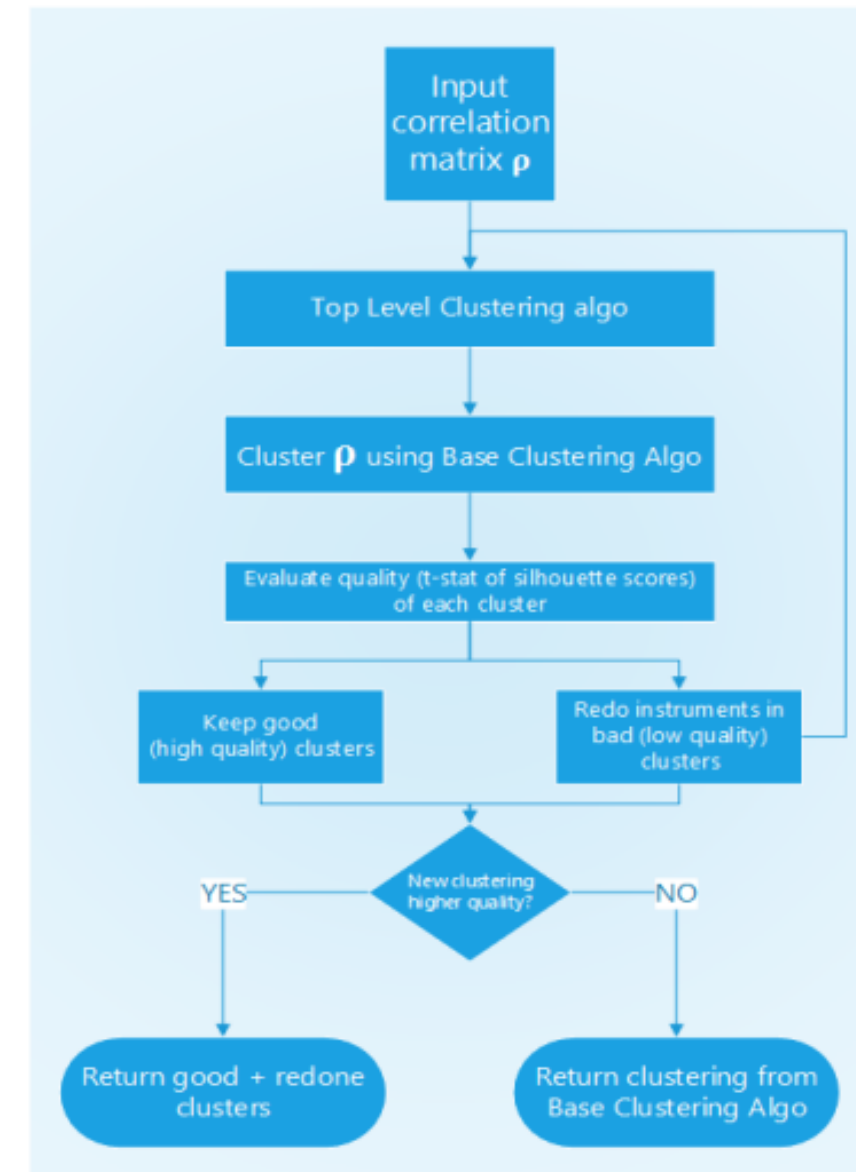 Input
correlation
matrix ρ
Top Level Clustering algo
Cluster ρ using Base Clustering Algo
Evaluate quality (t-stat of silhouette scores)
of each cluster
Keep good
(high quality) clusters
Redo instruments in
bad (low quality)
clusters
New clustering
higher quality?
YES
NO
Return good + redone
clusters
Return clustering from
Base Clustering Algo